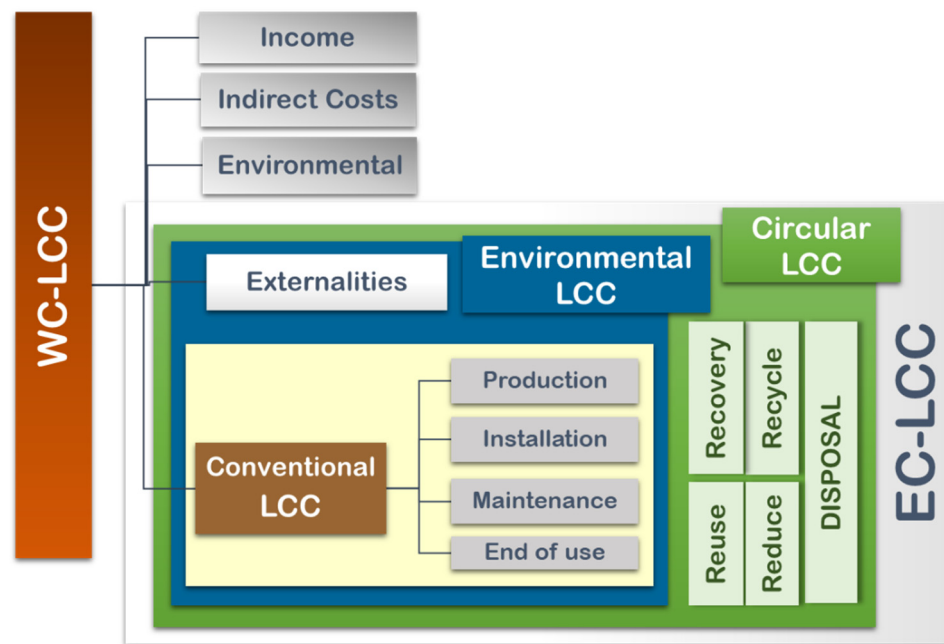 WC-LCC
Income
Indirect Costs
Environmental
Externalities
Environmental
LCC
Circular
LCC
Conventional
LCC
Production
Installation
Maintenance
End of use
Recovery
Recycle
Reuse
Reduce
DISPOSAL
EC-LCC